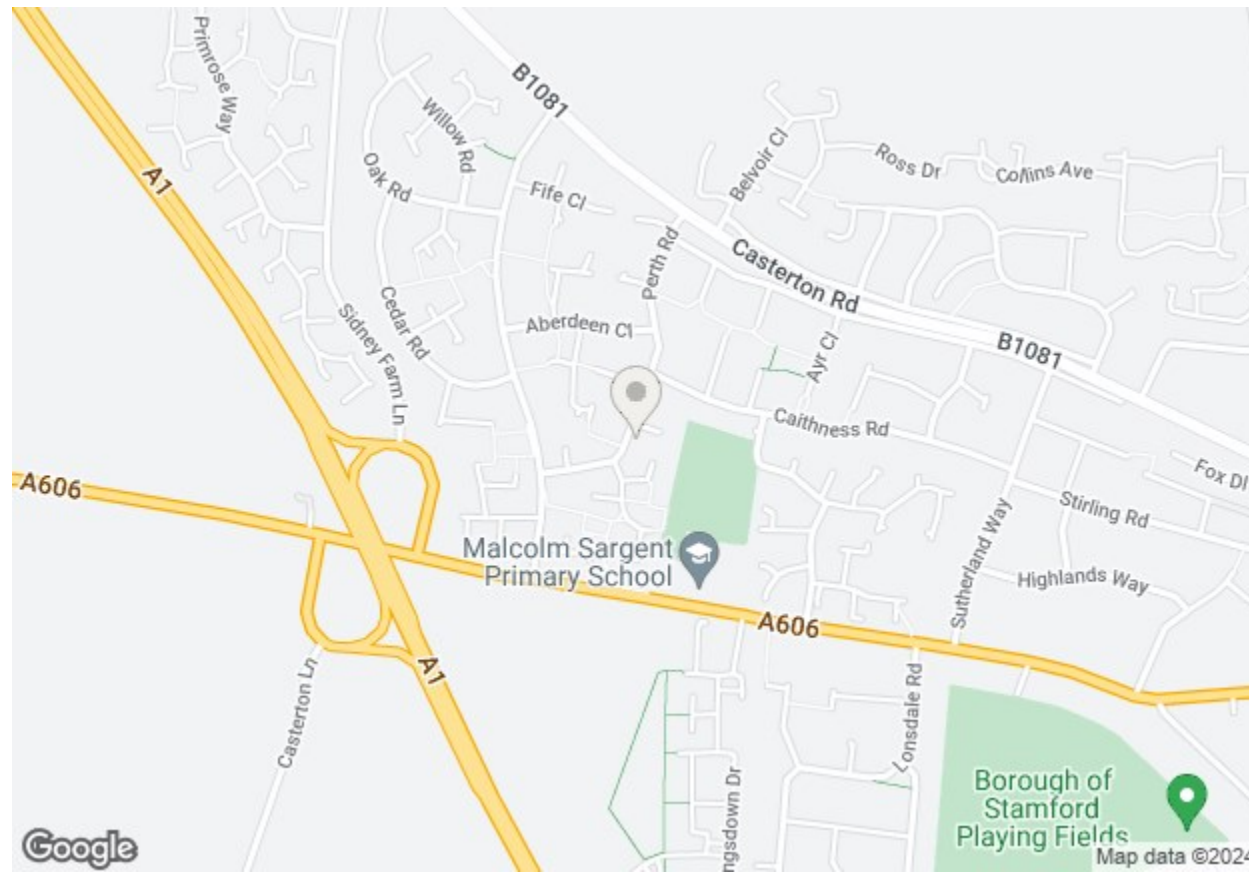 Primrose Way
B1081
Willow Rd
Belvoir Cl
Ross Dr
Collins Ave
A1
Oak Rd
Fife Cl
Perth Rd
Casterton Rd
Cedar Rd
Sidney Farm Ln
Aberdeen Cl
Ayr Cl
B1081
Caithness Rd
A606
Fox Dl
Stirling Rd
Malcolm Sargent
Primary School
Sutherland Way
Highlands Way
A606
A1
Casterton Ln
Lonsdale Rd
ngsdown Dr
Borough of
Stamford
Playing Fields
Google
Map data ©2024